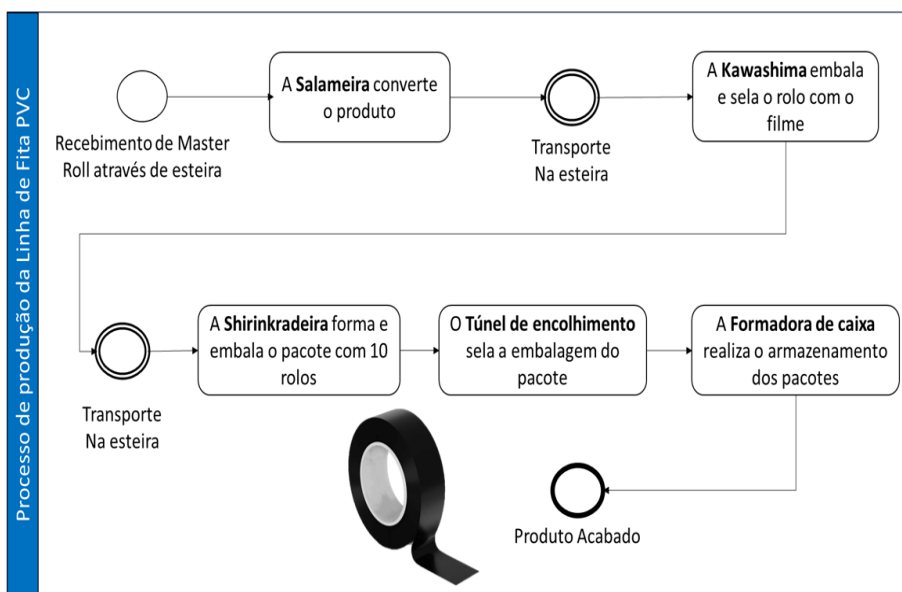 Processo de produção da Linha de Fita PVC
A Salameira converte
o produto
A Kawashima embala
e sela o rolo com o
filme
Recebimento de Master
Roll através de esteira
Transporte
Na esteira
A Shirinkradeira forma e
embala o pacote com 10
rolos
O Túnel de encolhimento
sela a embalagem do
pacote
A Formadora de caixa
realiza o armazenamento
dos pacotes
Transporte
Na esteira
Produto Acabado